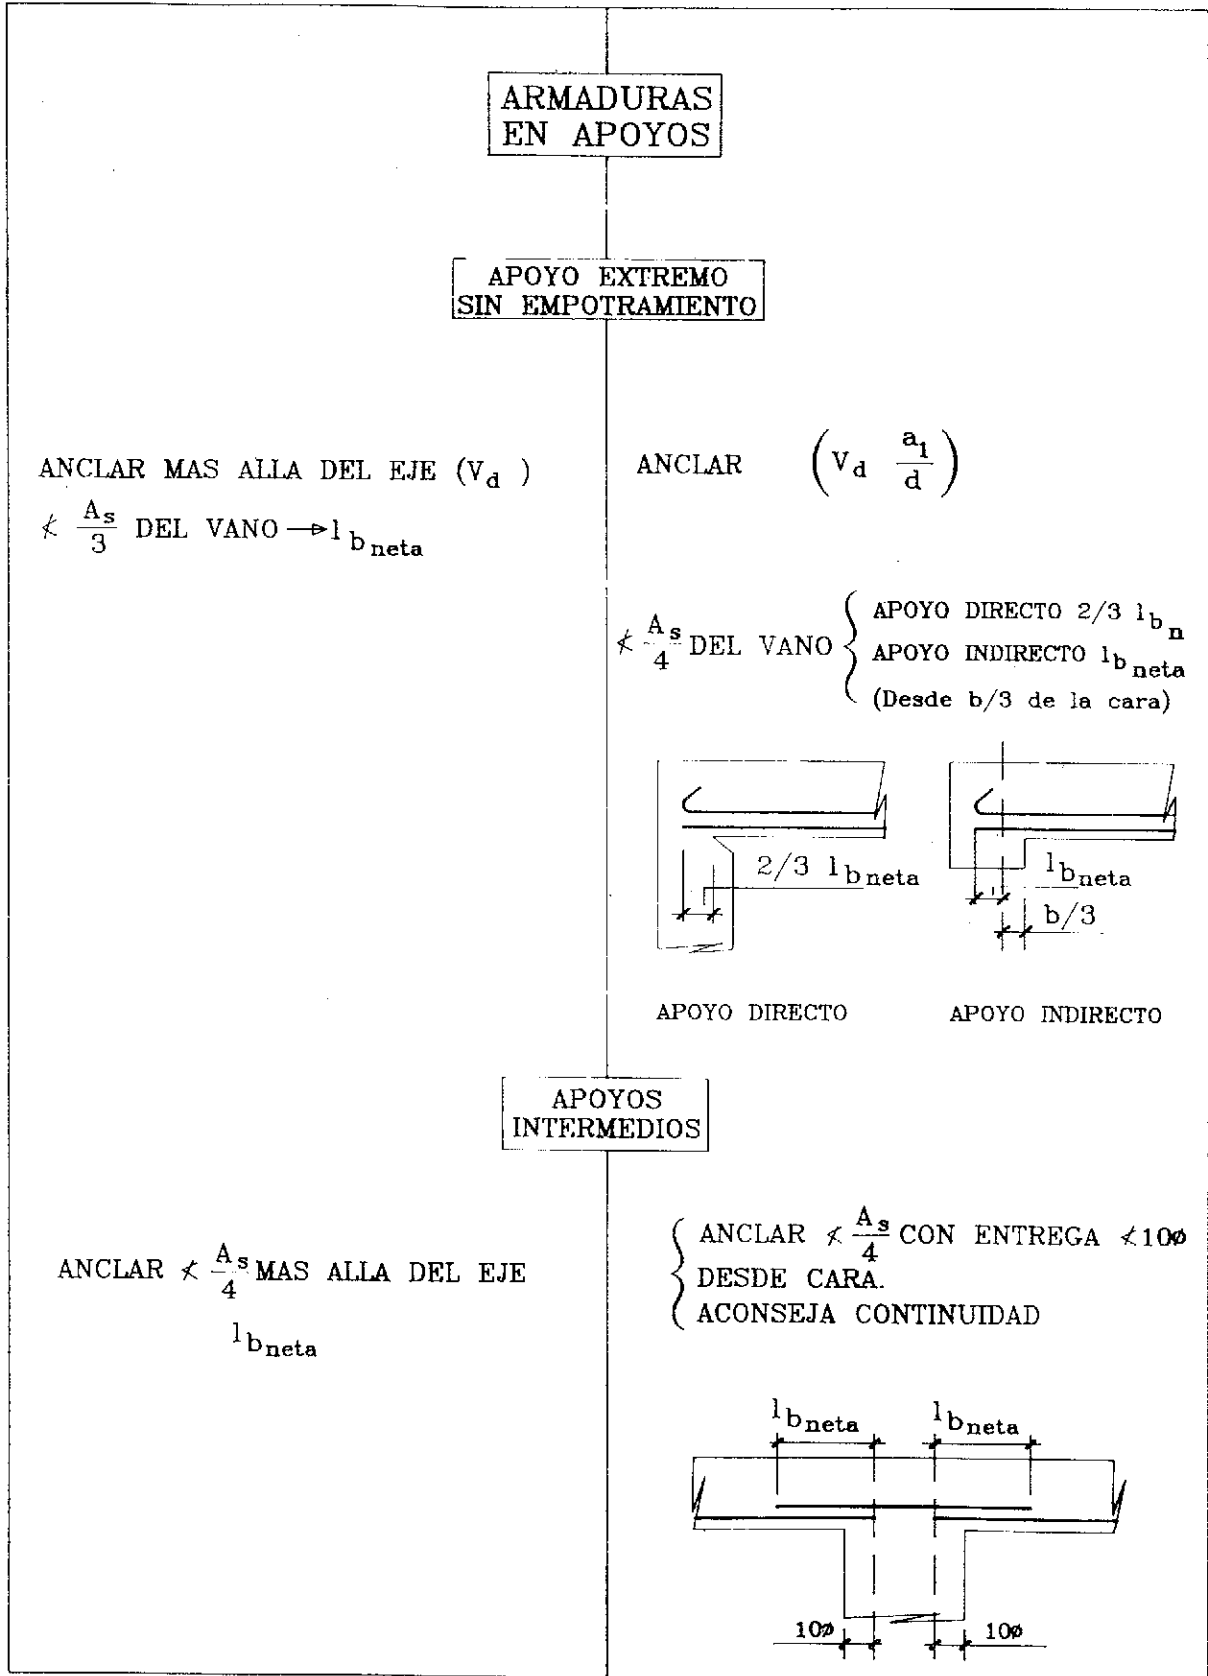 ARMADURAS
EN APOYOS
APOYO EXTREMO
SIN EMPOTRAMIENTO
ANCLAR MAS ALLA DEL EJE (V_d )
≮ A_s/3 DEL VANO → l_b neta
ANCLAR (V_d a_1/d)
≮ A_s/4 DEL VANO
APOYO DIRECTO 2/3 l_b n
APOYO INDIRECTO l_b neta
(Desde b/3 de la cara)
2/3 l_b neta
l_b neta
b/3
APOYO DIRECTO
APOYO INDIRECTO
APOYOS
INTERMEDIOS
ANCLAR ≮ A_s/4 MAS ALLA DEL EJE
l_b neta
ANCLAR ≮ A_s/4 CON ENTREGA ≮10ø
DESDE CARA.
ACONSEJA CONTINUIDAD
l_b neta
l_b neta
10ø
10ø